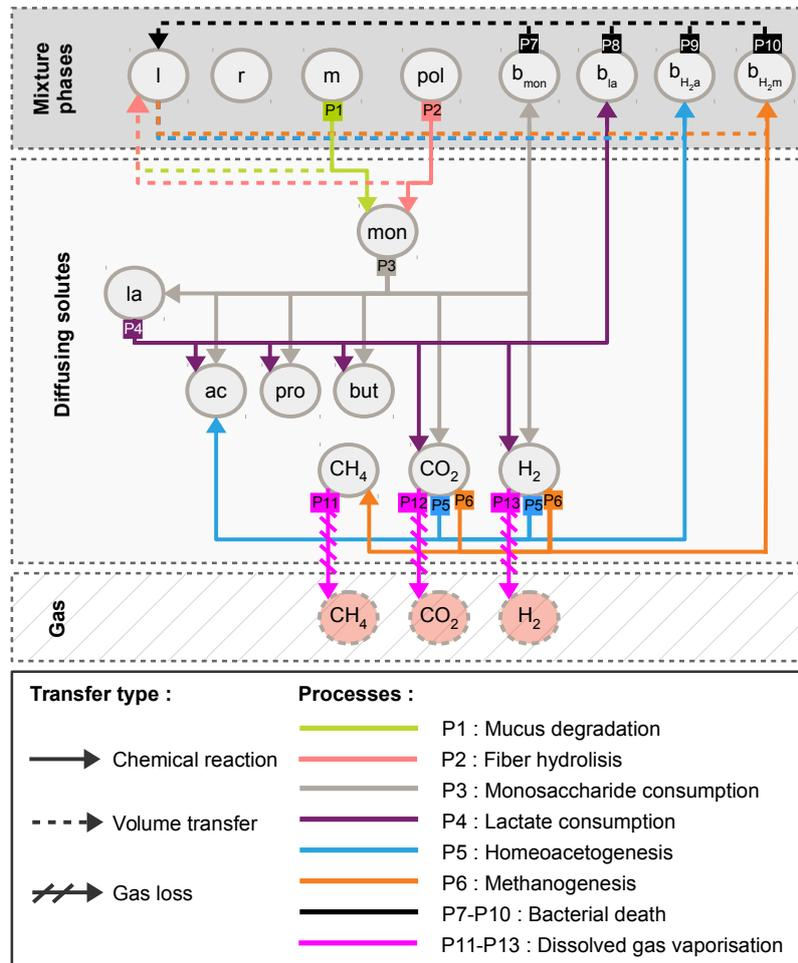 P7 P8 P9 P10
Mixture phases
l r m pol b_mon b_la b_H₂a b_H₂m
P1 P2
Diffusing solutes
mon
P3
la
P4
ac pro but
CH₄ CO₂ H₂
P11 P12 P5 P6 P13 P5 P6
Gas
CH₄ CO₂ H₂
Transfer type :
Chemical reaction
Volume transfer
Gas loss
Processes :
P1 : Mucus degradation
P2 : Fiber hydrolisis
P3 : Monosaccharide consumption
P4 : Lactate consumption
P5 : Homeoacetogenesis
P6 : Methanogenesis
P7-P10 : Bacterial death
P11-P13 : Dissolved gas vaporisation